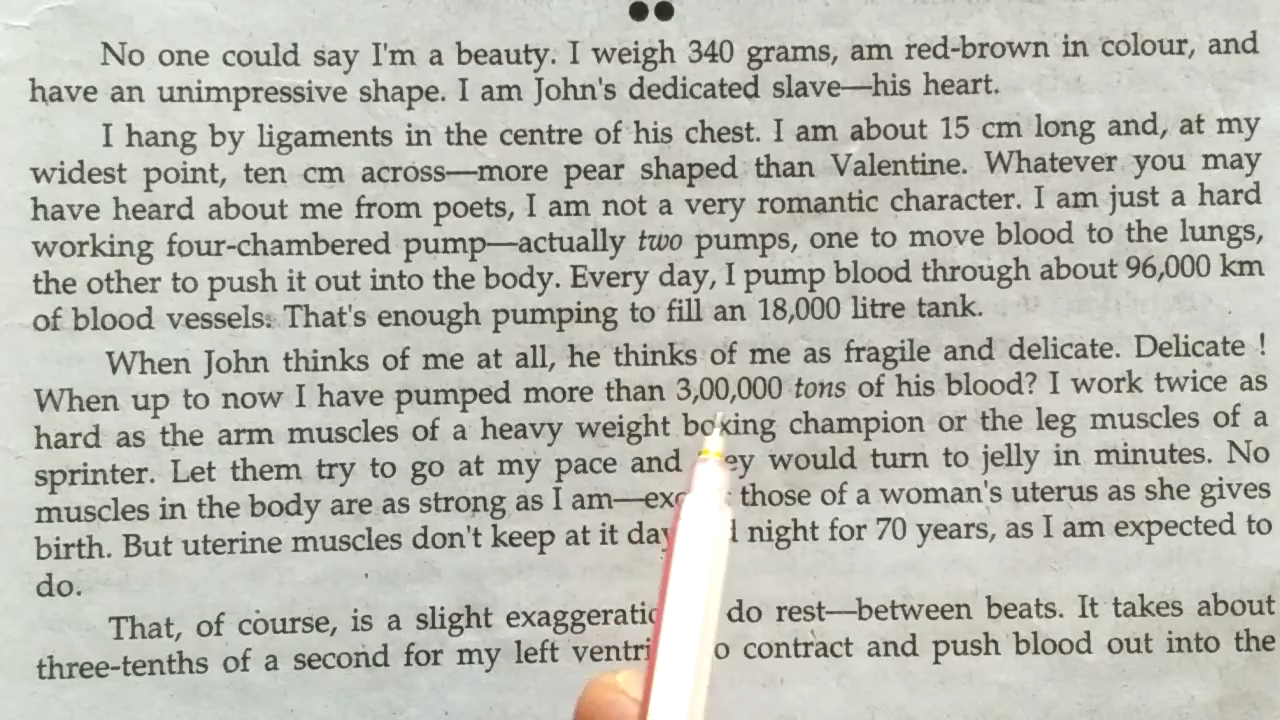 No one could say I'm a beauty. I weigh 340 grams, am red-brown in colour, and
have an unimpressive shape. I am John's dedicated slave—his heart.
I hang by ligaments in the centre of his chest. I am about 15 cm long and, at my
widest point, ten cm across—more pear shaped than Valentine. Whatever you may
have heard about me from poets, I am not a very romantic character. I am just a hard
working four-chambered pump—actually two pumps, one to move blood to the lungs,
the other to push it out into the body. Every day, I pump blood through about 96,000 km
of blood vessels. That's enough pumping to fill an 18,000 litre tank.
When John thinks of me at all, he thinks of me as fragile and delicate. Delicate !
When up to now I have pumped more than 3,00,000 tons of his blood? I work twice as
hard as the arm muscles of a heavy weight boxing champion or the leg muscles of a
sprinter. Let them try to go at my pace and would turn to jelly in minutes. No
muscles in the body are as strong as I am— those of a woman's uterus as she gives
birth. But uterine muscles don't keep at it night for 70 years, as I am expected to
do.
That, of course, is a slight do rest—between beats. It takes about
three-tenths of a second for my left contract and push blood out into the